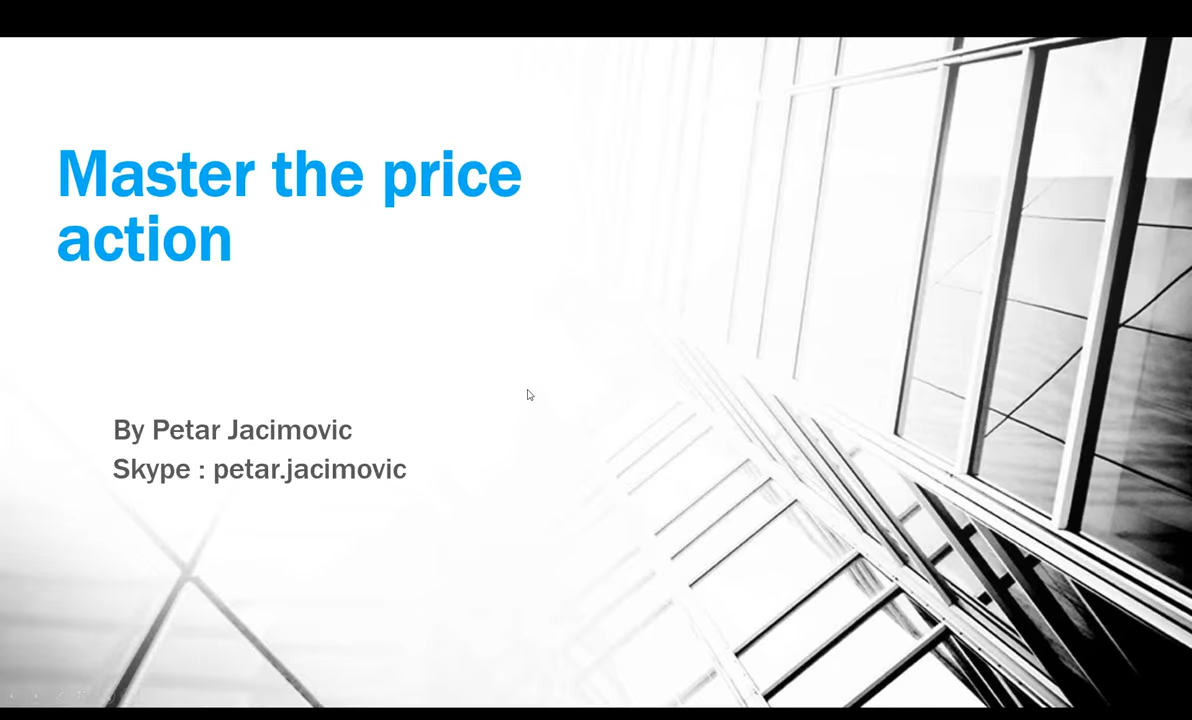 Master the price
action
By Petar Jacimovic
Skype : petar.jacimovic